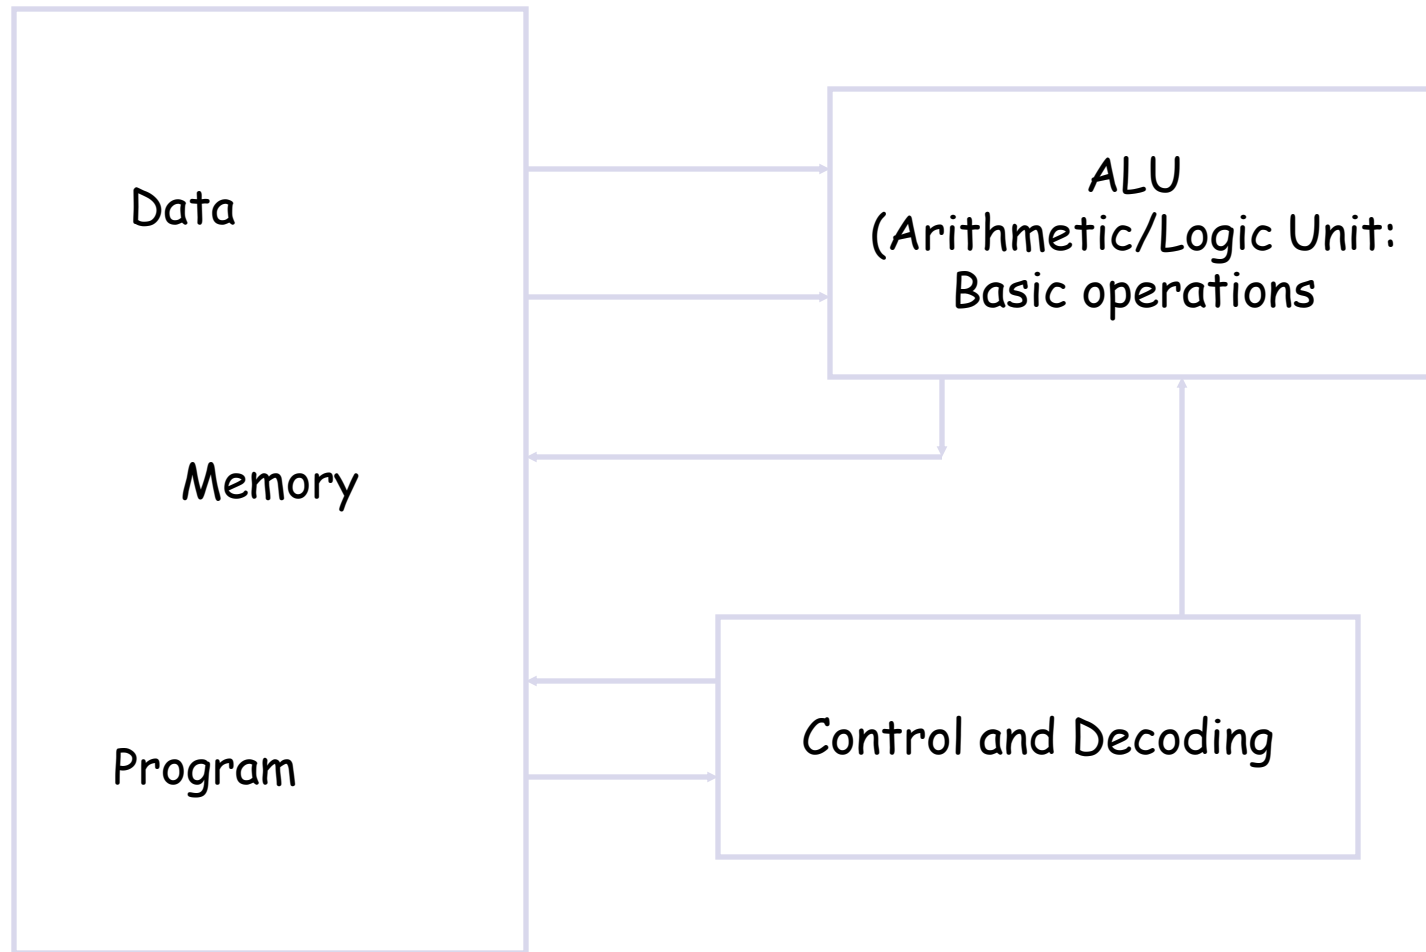 Data
Memory
Program
ALU
(Arithmetic/Logic Unit:
Basic operations
Control and Decoding